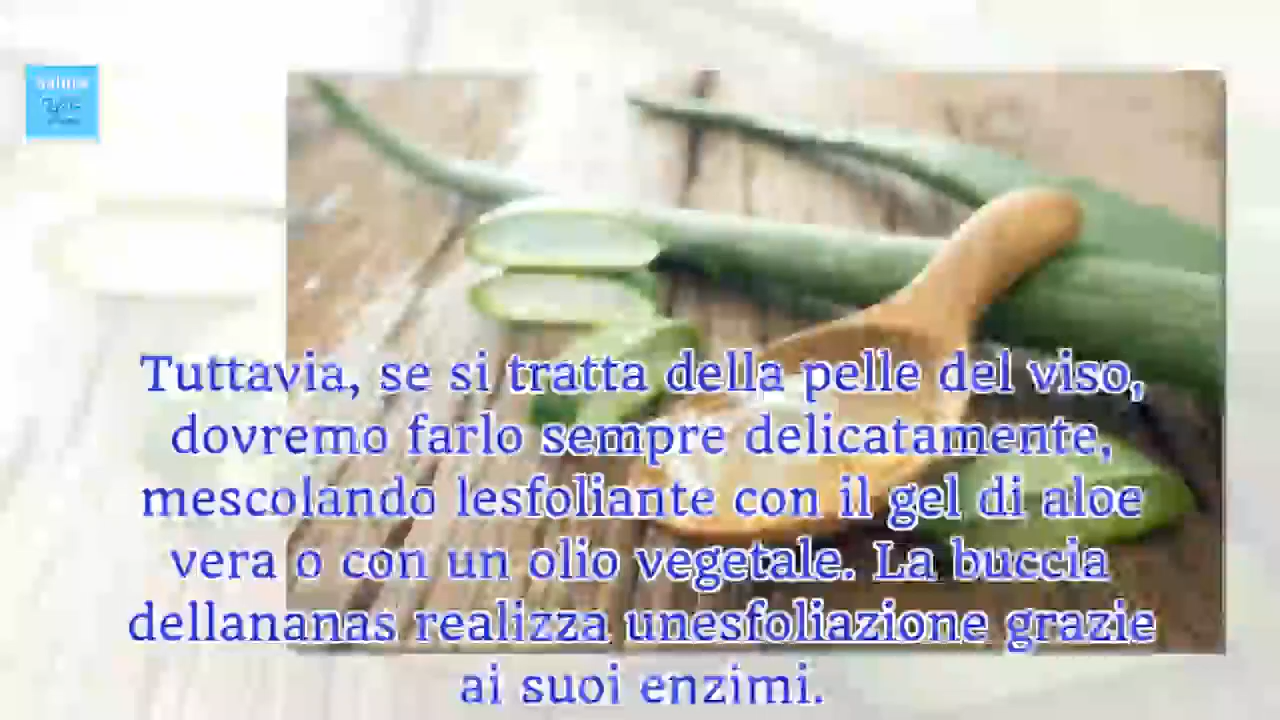 Salute
Tuttavia, se si tratta della pelle del viso,
dovremo farlo sempre delicatamente,
mescolando lesfoliante con il gel di aloe
vera o con un olio vegetale. La buccia
dellananas realizza unesfoliazione grazie
ai suoi enzimi.